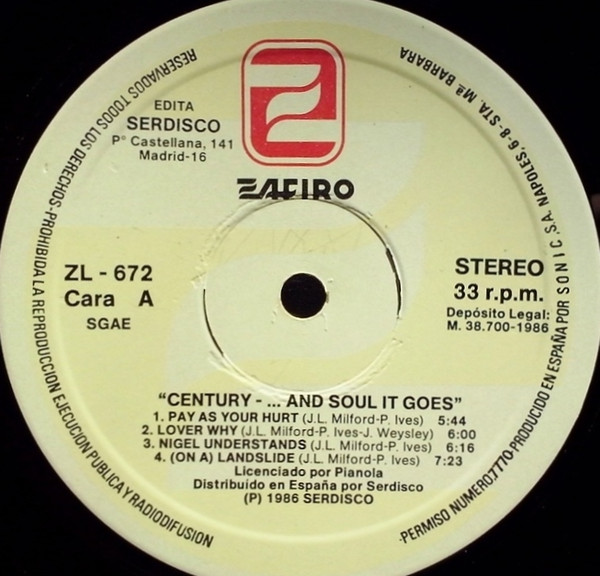 ZAFIRO
EDITA
SERDISCO
Pº Castellana, 141
Madrid-16
ZL - 672
Cara A
SGAE
STEREO
33 r.p.m.
Depósito Legal:
M. 38.700-1986
"CENTURY - ... AND SOUL IT GOES"
1. PAY AS YOUR HURT (J.L. Milford-P. Ives) 5:44
2. LOVER WHY (J.L. Milford-P. Ives-J. Weysley) 6:00
3. NIGEL UNDERSTANDS (J.L. Milford-P. Ives) 6:16
4. (ON A) LANDSLIDE (J.L. Milford-P. Ives) 7:23
Licenciado por Pianola
Distribuído en España por Serdisco
(P) 1986 SERDISCO
RESERVADOS TODOS LOS DERECHOS-PROHIBIDA LA REPRODUCCION EJECUCION PUBLICA Y RADIODIFUSION
·PERMISO NUMERO,7770·PRODUCIDO EN ESPAÑA POR SONIC S.A. NAPOLES, 6-8-STA. Mª BARBARA